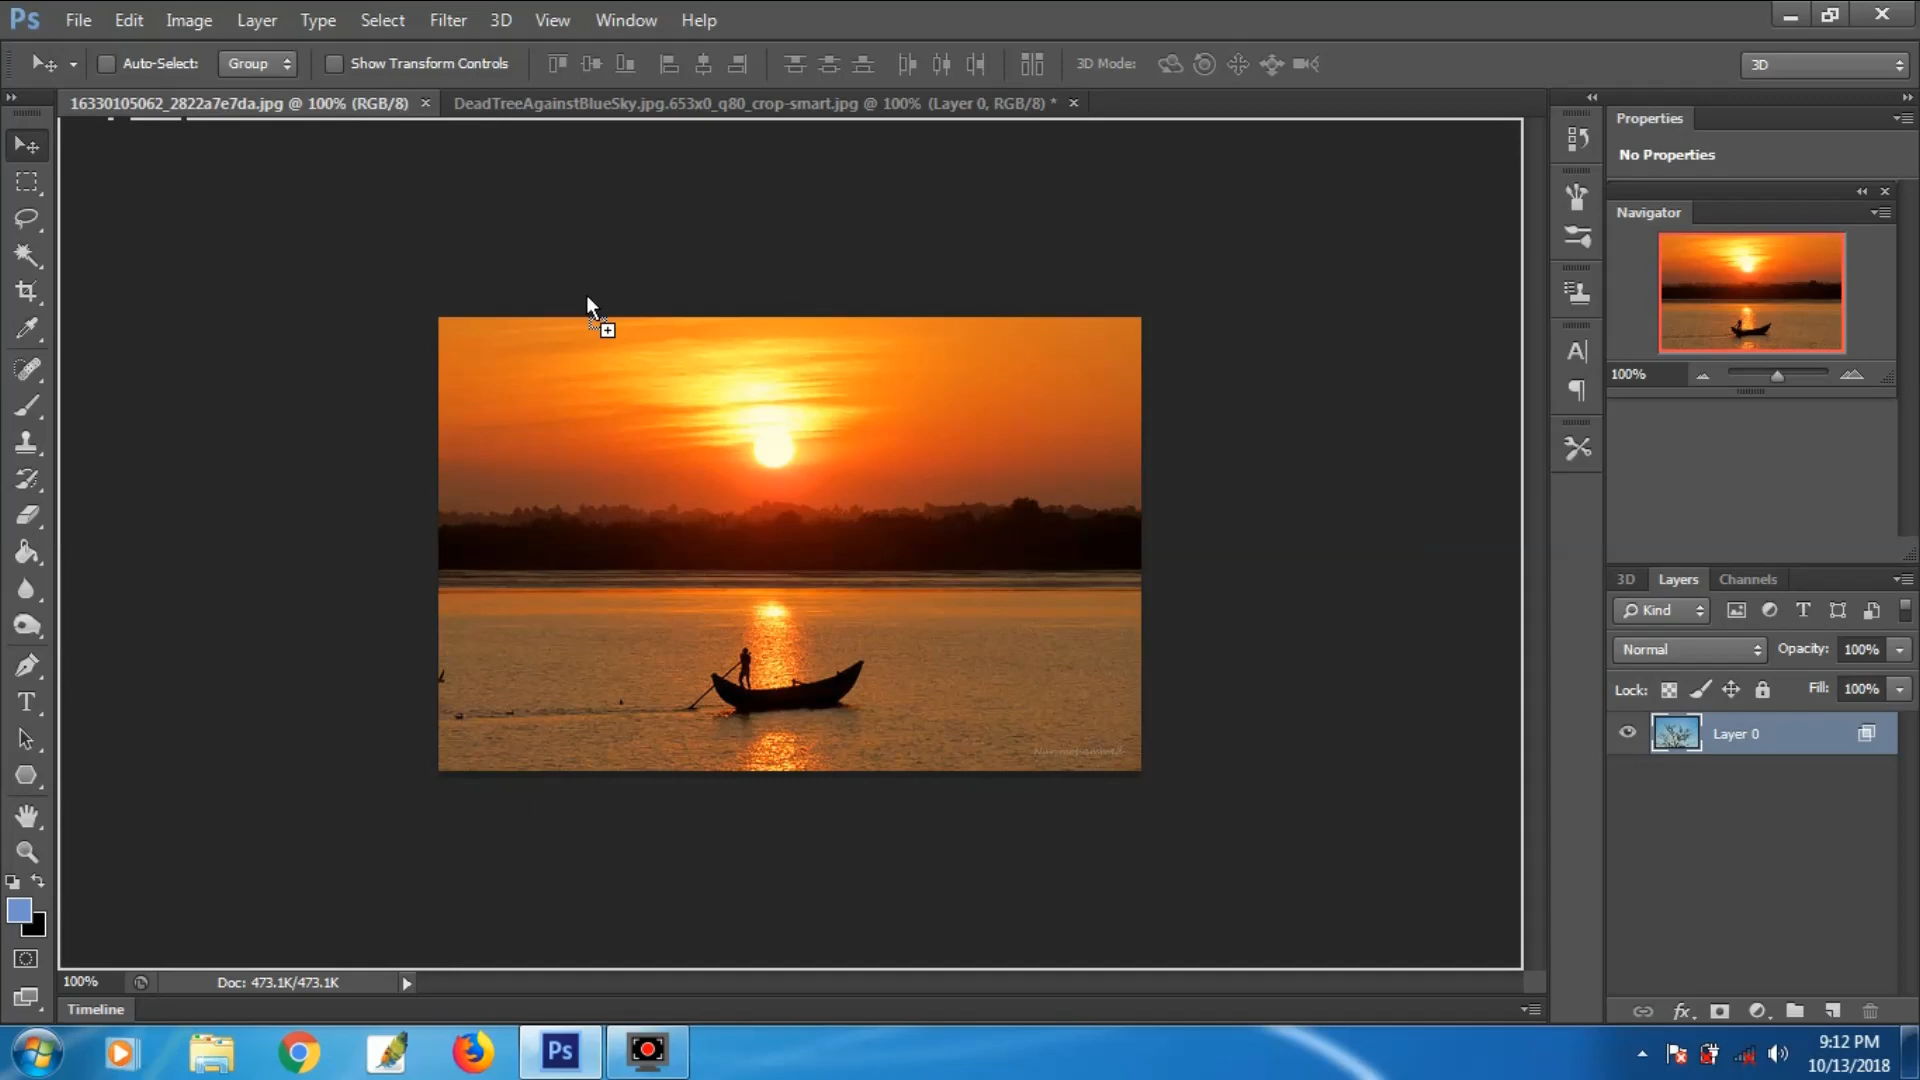 Ps File Edit Image Layer Type Select Filter 3D View Window Help
Auto-Select: Group Show Transform Controls 3D Mode: 3D
16330105062_2822a7e7da.jpg @ 100% (RGB/8) DeadTreeAgainstBlueSky.jpg.653x0_q80_crop-smart.jpg @ 100% (Layer 0, RGB/8) *
Properties
No Properties
Navigator
100%
3D Layers Channels
Kind
Normal Opacity: 100%
Lock: Fill: 100%
Layer 0
100% Doc: 473.1K/473.1K
Timeline
Ps
9:12 PM
10/13/2018